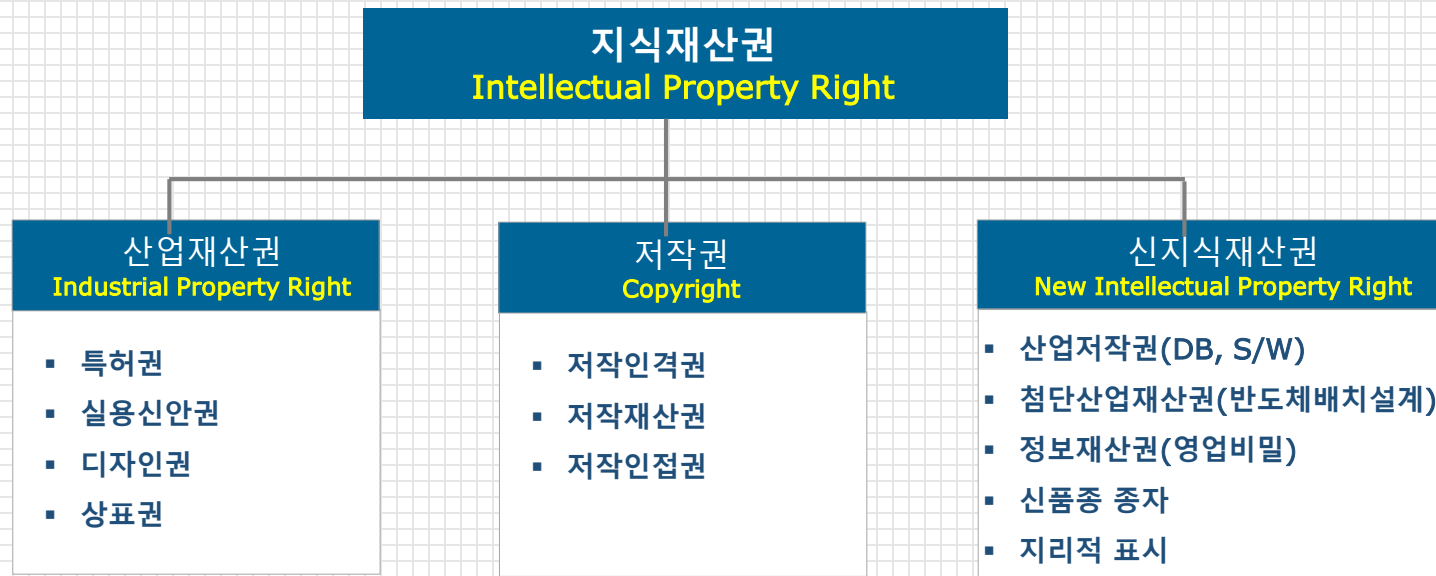 지식재산권
Intellectual Property Right
산업재산권
Industrial Property Right
▪ 특허권
▪ 실용신안권
▪ 디자인권
▪ 상표권
저작권
Copyright
▪ 저작인격권
▪ 저작재산권
▪ 저작인접권
신지식재산권
New Intellectual Property Right
▪ 산업저작권(DB, S/W)
▪ 첨단산업재산권(반도체배치설계)
▪ 정보재산권(영업비밀)
▪ 신품종 종자
▪ 지리적 표시